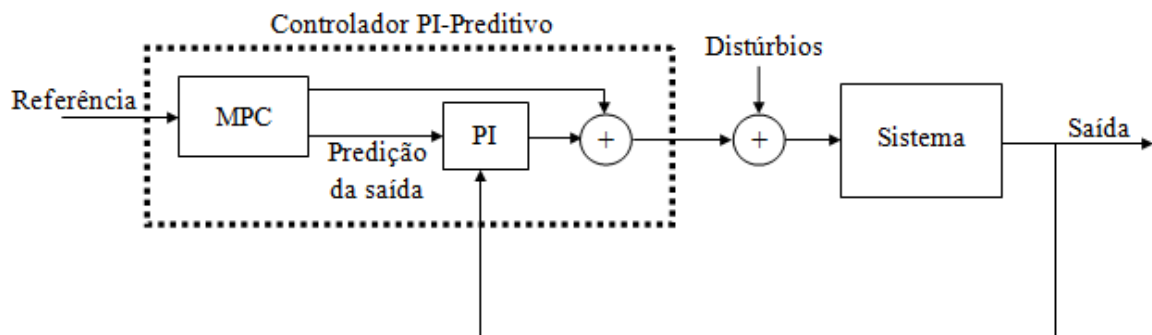 Controlador PI-Preditivo
Distúrbios
Referência
MPC
PI
+
+
Sistema
Saída
Predição
da saída